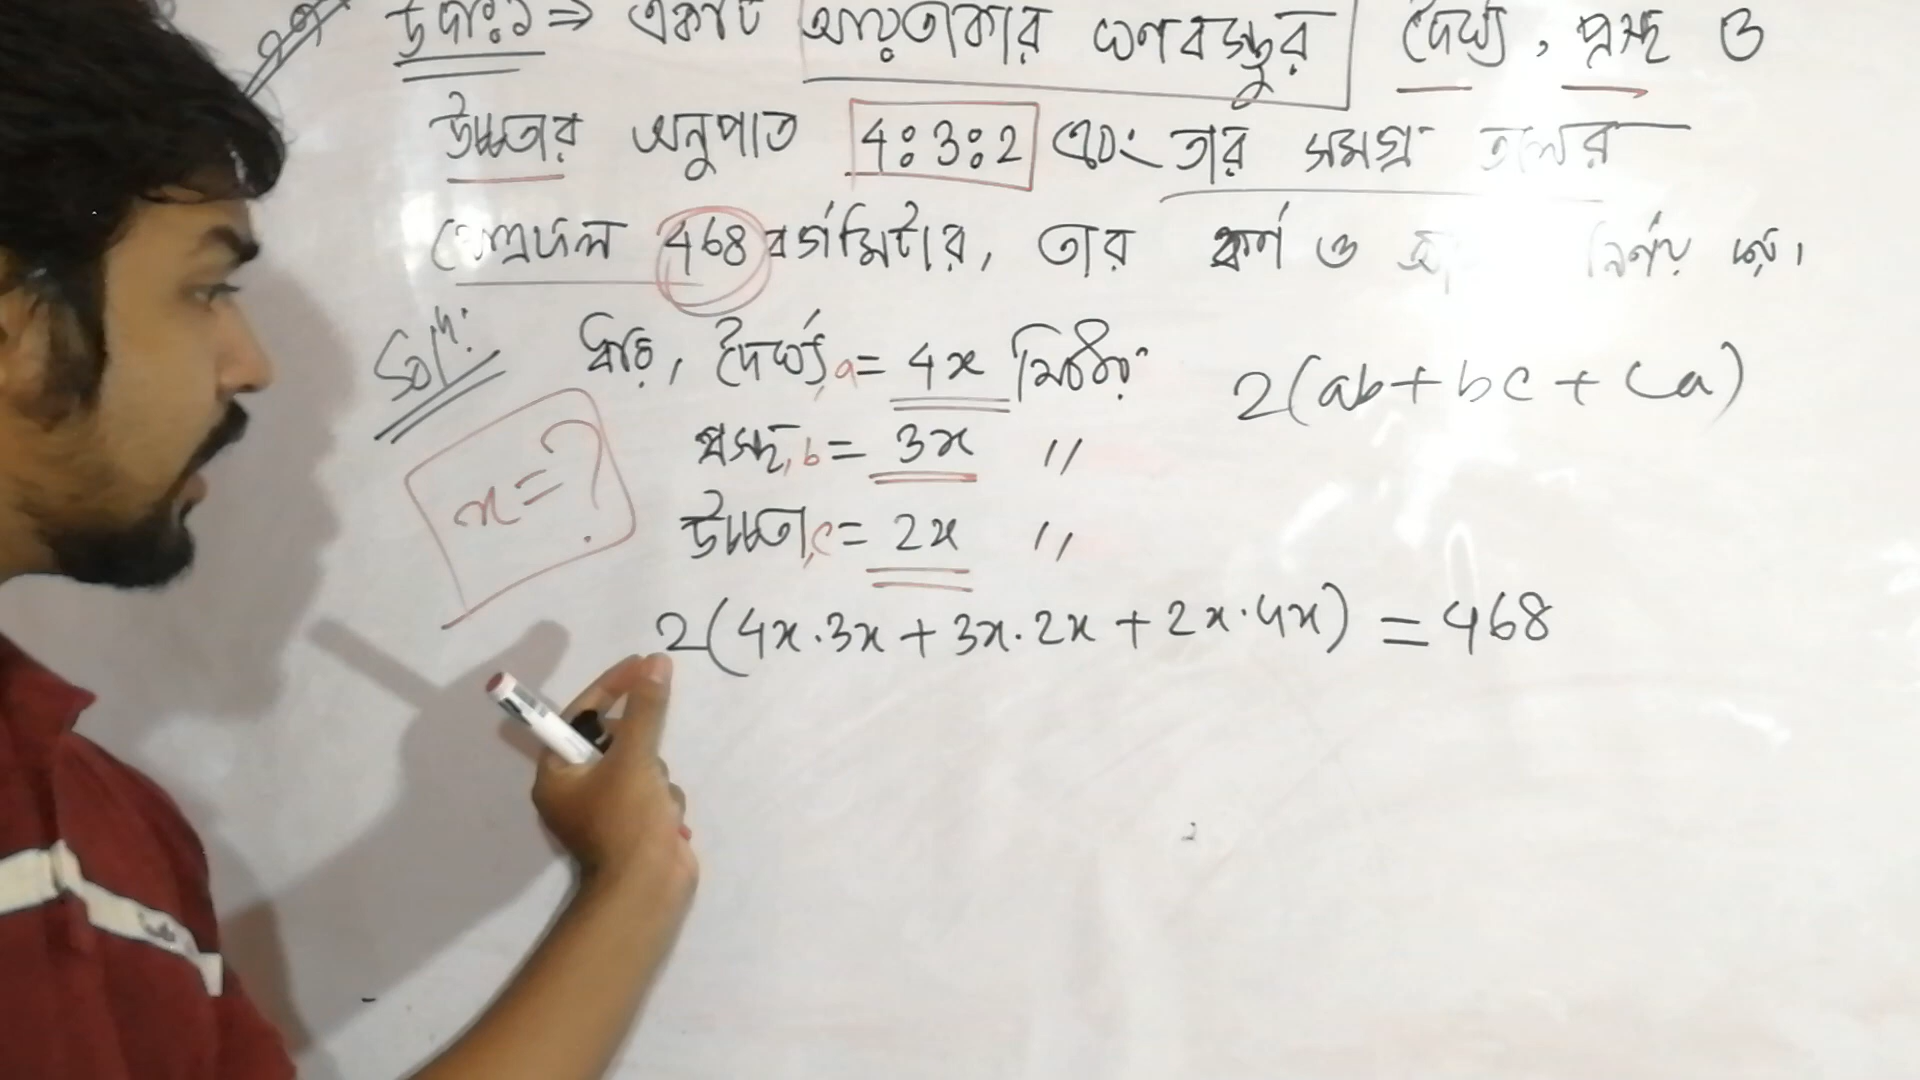 উদাঃ১ ⇒ একটি আয়তাকার ঘনবস্তুর দৈর্ঘ্য, প্রস্থ ও
উচ্চতার অনুপাত 4:3:2 এবং তার সমগ্র তলের
ক্ষেত্রফল 468 বর্গমিটার, তার কর্ণ ও নির্ণয় কর।
Solⁿ: ধরি, দৈর্ঘ্য, a = 4x মিটার
2(ab+bc+ca)
প্রস্থ, b = 3x "
x=?
উচ্চতা, c = 2x "
2(4x·3x+3x·2x+2x·4x) = 468